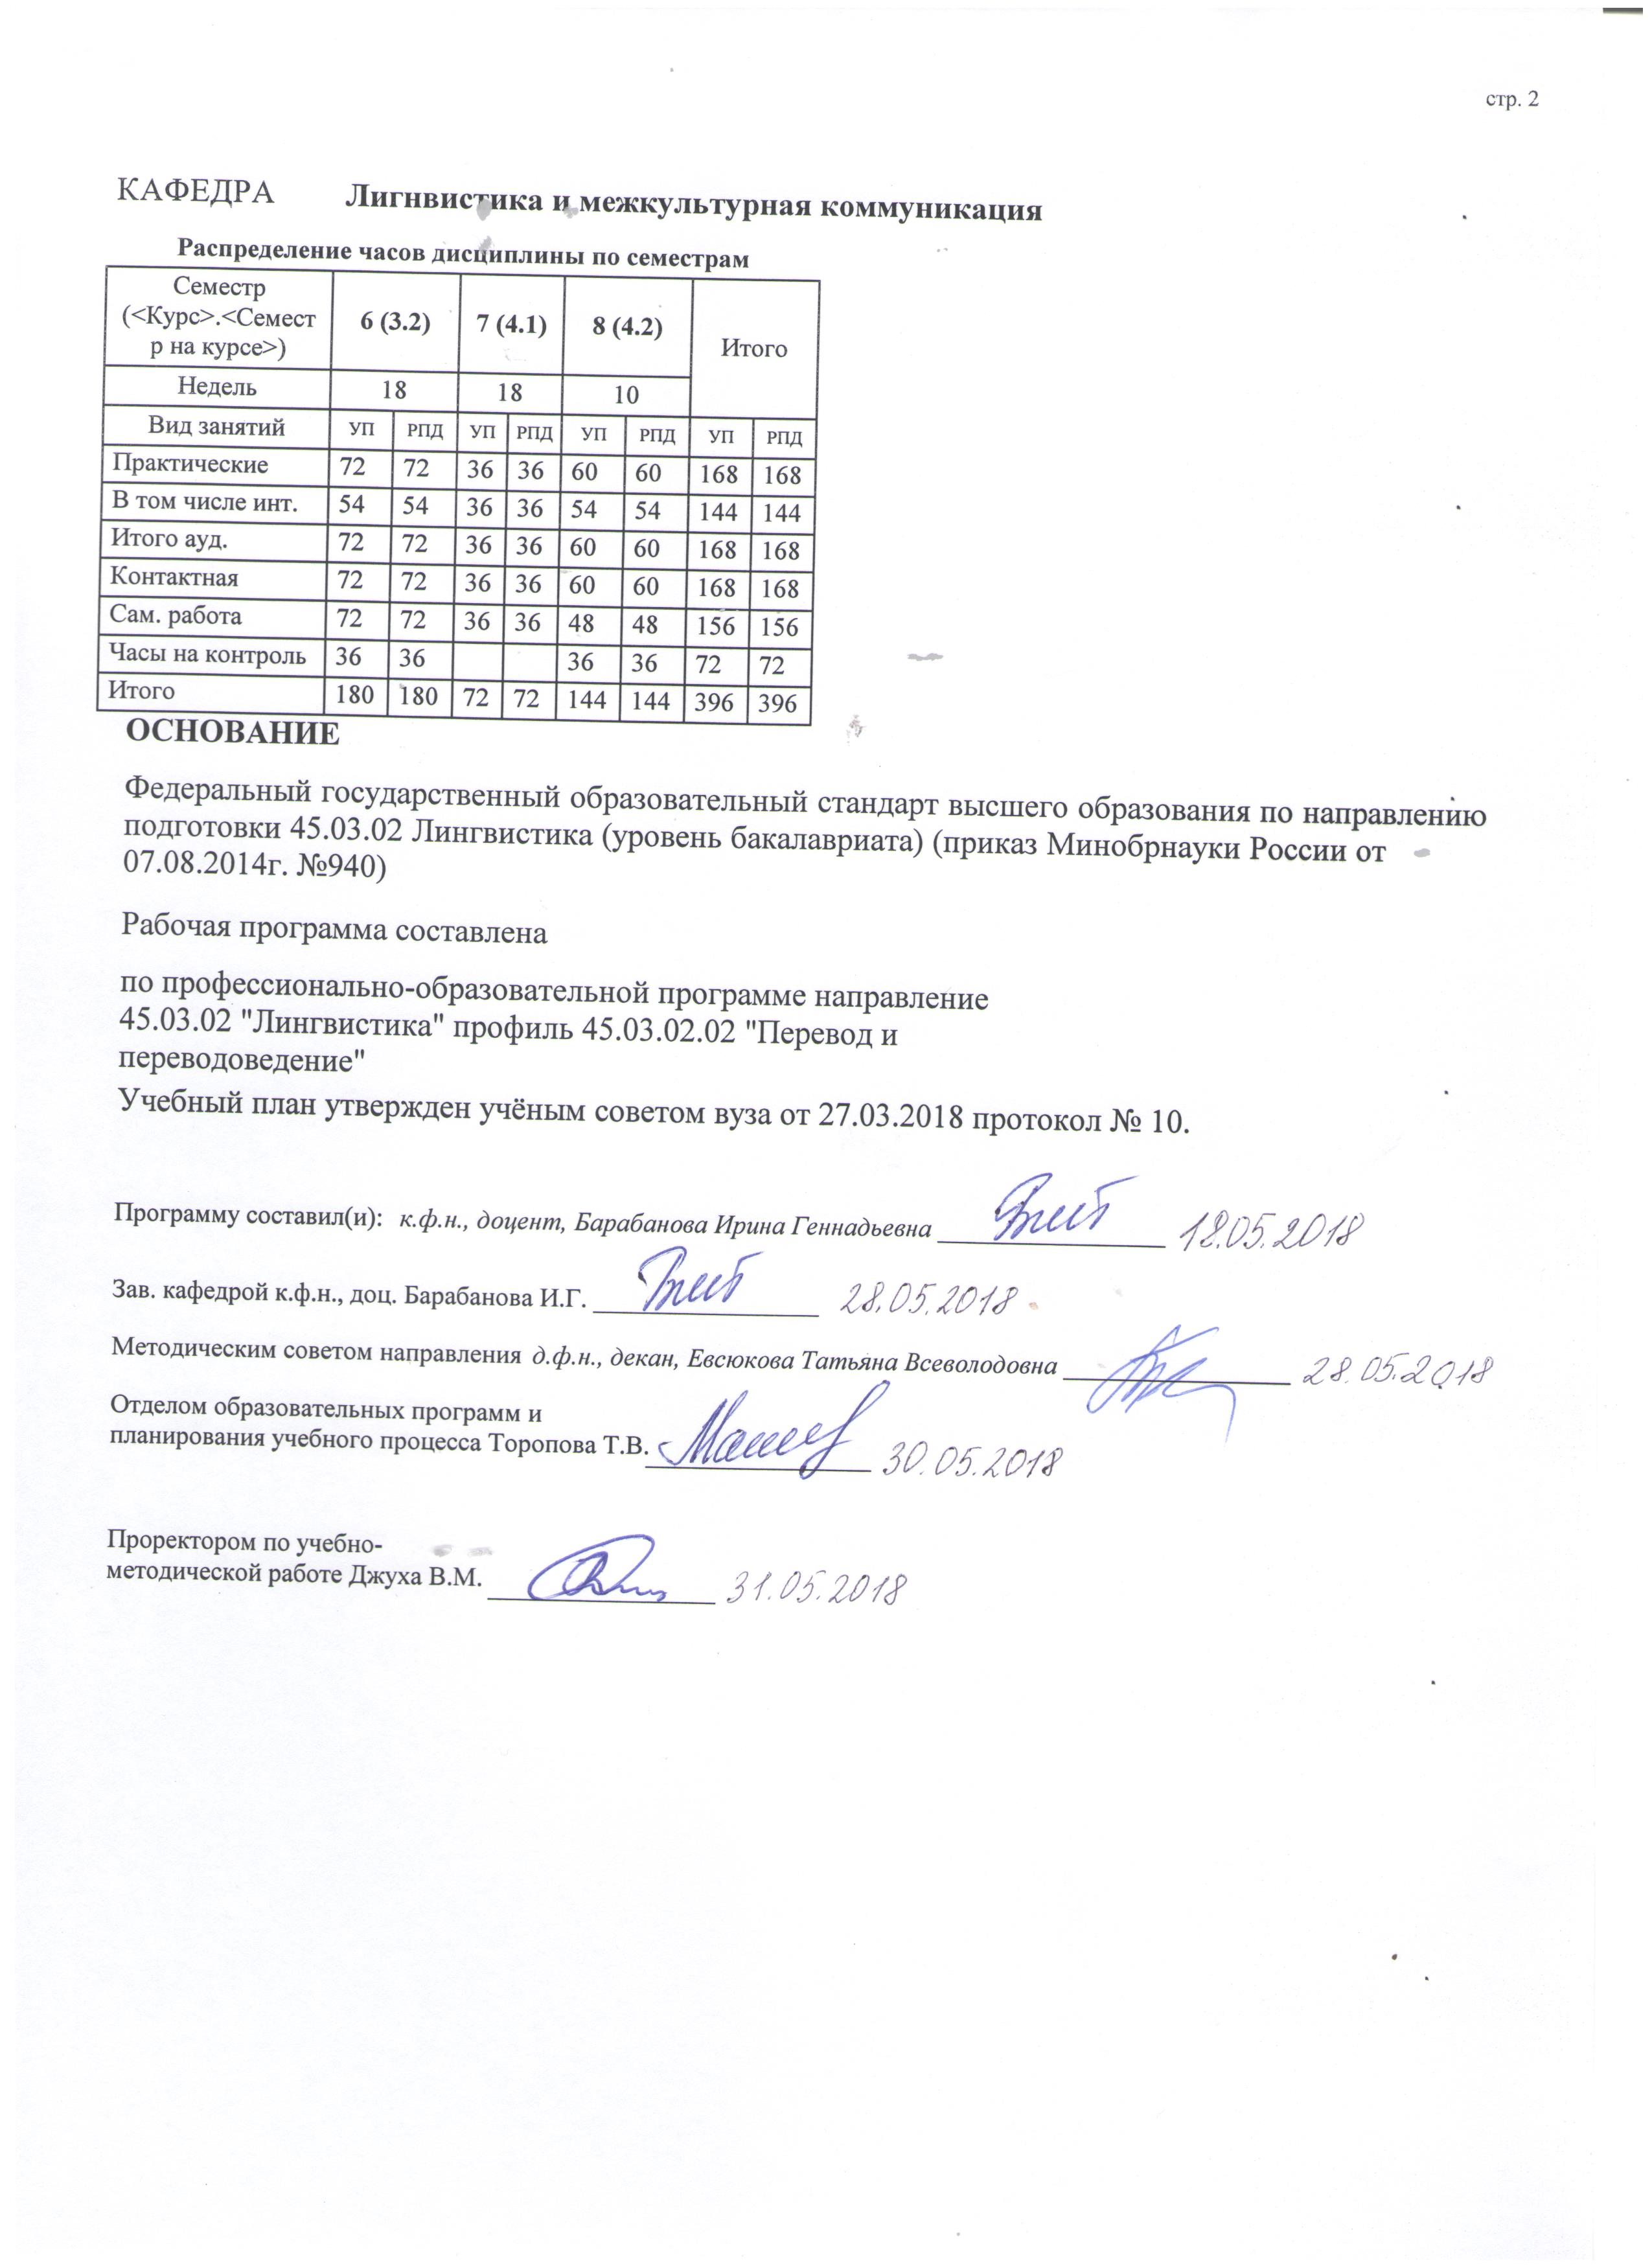 стр. 2
КАФЕДРА Лигнвистика и межкультурная коммуникация
Распределение часов дисциплины по семестрам
Семестр (<Курс>.<Семестр на курсе>) 6 (3.2) 7 (4.1) 8 (4.2) Итого
Недель 18 18 10
Вид занятий УП РПД УП РПД УП РПД УП РПД
Практические 72 72 36 36 60 60 168 168
В том числе инт. 54 54 36 36 54 54 144 144
Итого ауд. 72 72 36 36 60 60 168 168
Контактная 72 72 36 36 60 60 168 168
Сам. работа 72 72 36 36 48 48 156 156
Часы на контроль 36 36 36 36 72 72
Итого 180 180 72 72 144 144 396 396
ОСНОВАНИЕ
Федеральный государственный образовательный стандарт высшего образования по направлению
подготовки 45.03.02 Лингвистика (уровень бакалавриата) (приказ Минобрнауки России от
07.08.2014г. №940)
Рабочая программа составлена
по профессионально-образовательной программе направление
45.03.02 "Лингвистика" профиль 45.03.02.02 "Перевод и
переводоведение"
Учебный план утвержден учёным советом вуза от 27.03.2018 протокол № 10.
Программу составил(и): к.ф.н., доцент, Барабанова Ирина Геннадьевна 18.05.2018
Зав. кафедрой к.ф.н., доц. Барабанова И.Г. 28.05.2018
Методическим советом направления д.ф.н., декан, Евсюкова Татьяна Всеволодовна 28.05.2018
Отделом образовательных программ и
планирования учебного процесса Торопова Т.В. 30.05.2018
Проректором по учебно-
методической работе Джуха В.М. 31.05.2018